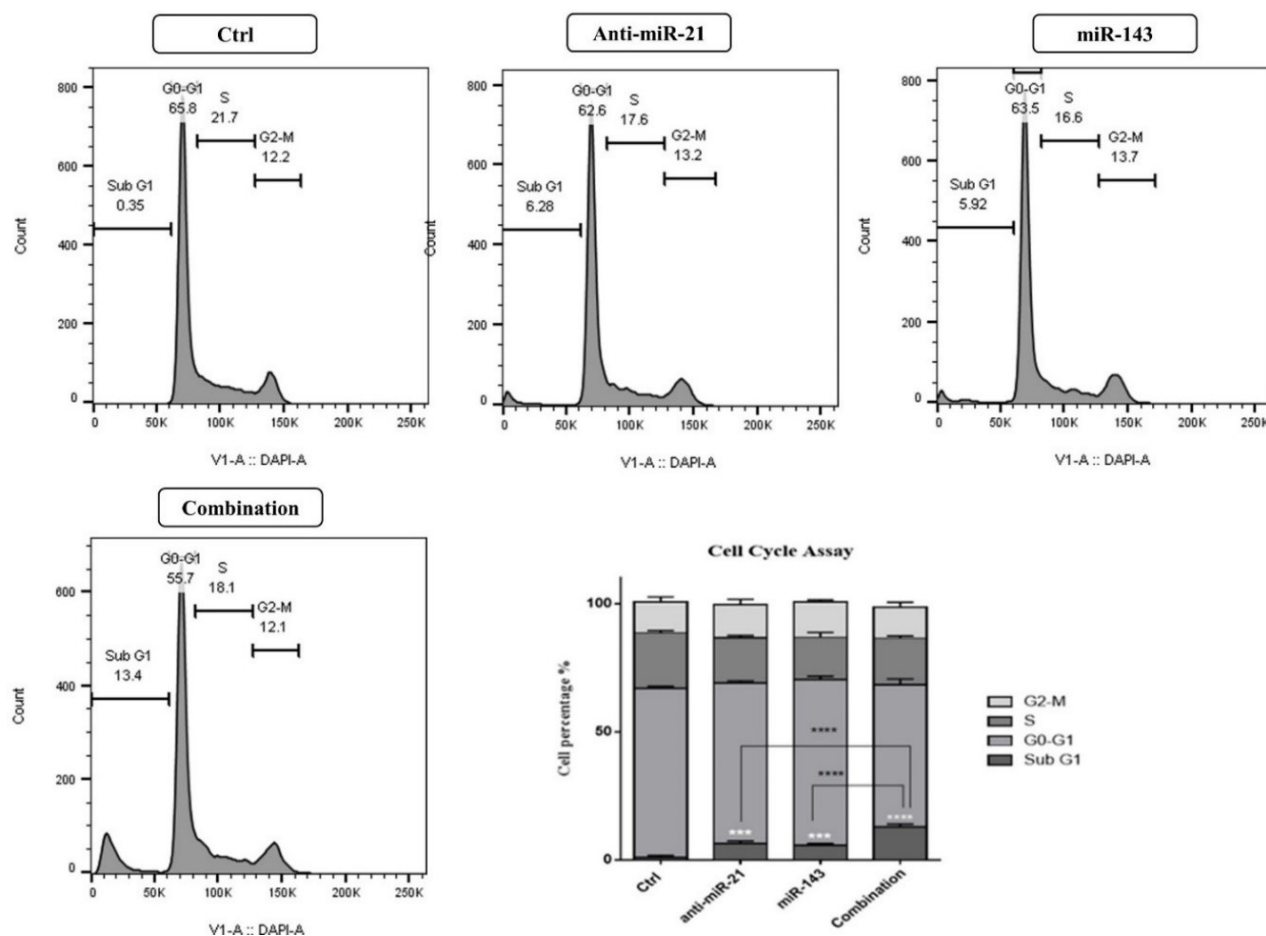 Ctrl
800
600
400
200
0
Count
G0-G1
65.8
S
21.7
G2-M
12.2
Sub G1
0.35
0
50K
100K
150K
200K
250K
V1-A :: DAPI-A
Anti-miR-21
800
600
400
200
0
Count
G0-G1
62.6
S
17.6
G2-M
13.2
Sub G1
6.28
0
50K
100K
150K
200K
250K
V1-A :: DAPI-A
miR-143
800
600
400
200
0
Count
G0-G1
63.5
S
16.6
G2-M
13.7
Sub G1
5.92
0
50K
100K
150K
200K
250K
V1-A :: DAPI-A
Combination
600
400
200
0
Count
G0-G1
55.7
S
18.1
G2-M
12.1
Sub G1
13.4
0
50K
100K
150K
200K
250K
V1-A :: DAPI-A
Cell Cycle Assay
Cell percentage %
100
50
0
****
****
***
***
****
Ctrl
anti-miR-21
miR-143
Combination
G2-M
S
G0-G1
Sub G1